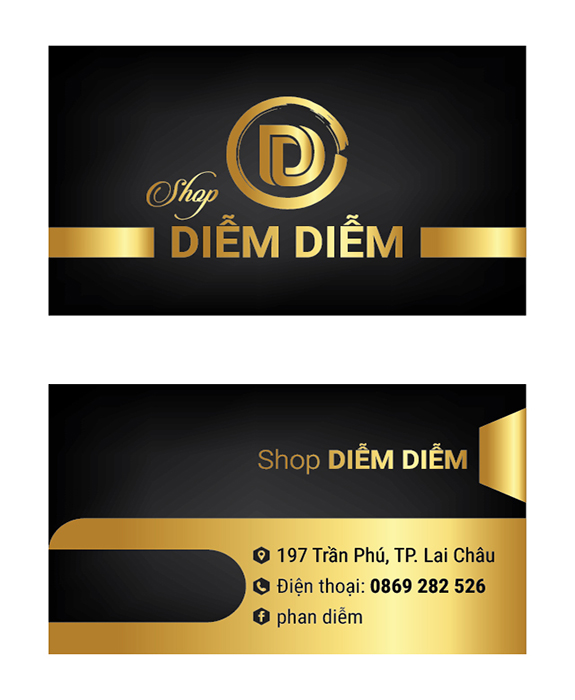 DD
Shop
DIỄM DIỄM
Shop DIỄM DIỄM
197 Trần Phú, TP. Lai Châu
Điện thoại: 0869 282 526
phan diễm